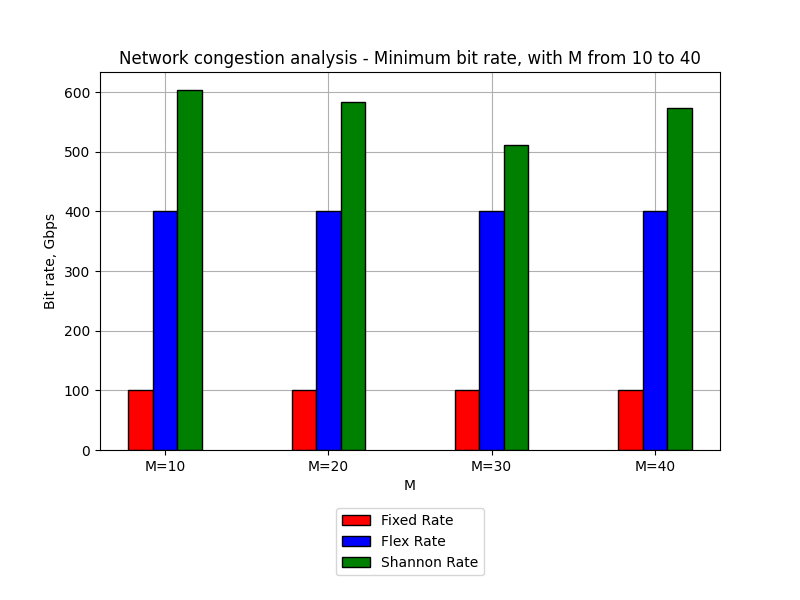 Network congestion analysis - Minimum bit rate, with M from 10 to 40
Bit rate, Gbps
600
500
400
300
200
100
0
M=10 M=20 M=30 M=40
M
Fixed Rate
Flex Rate
Shannon Rate